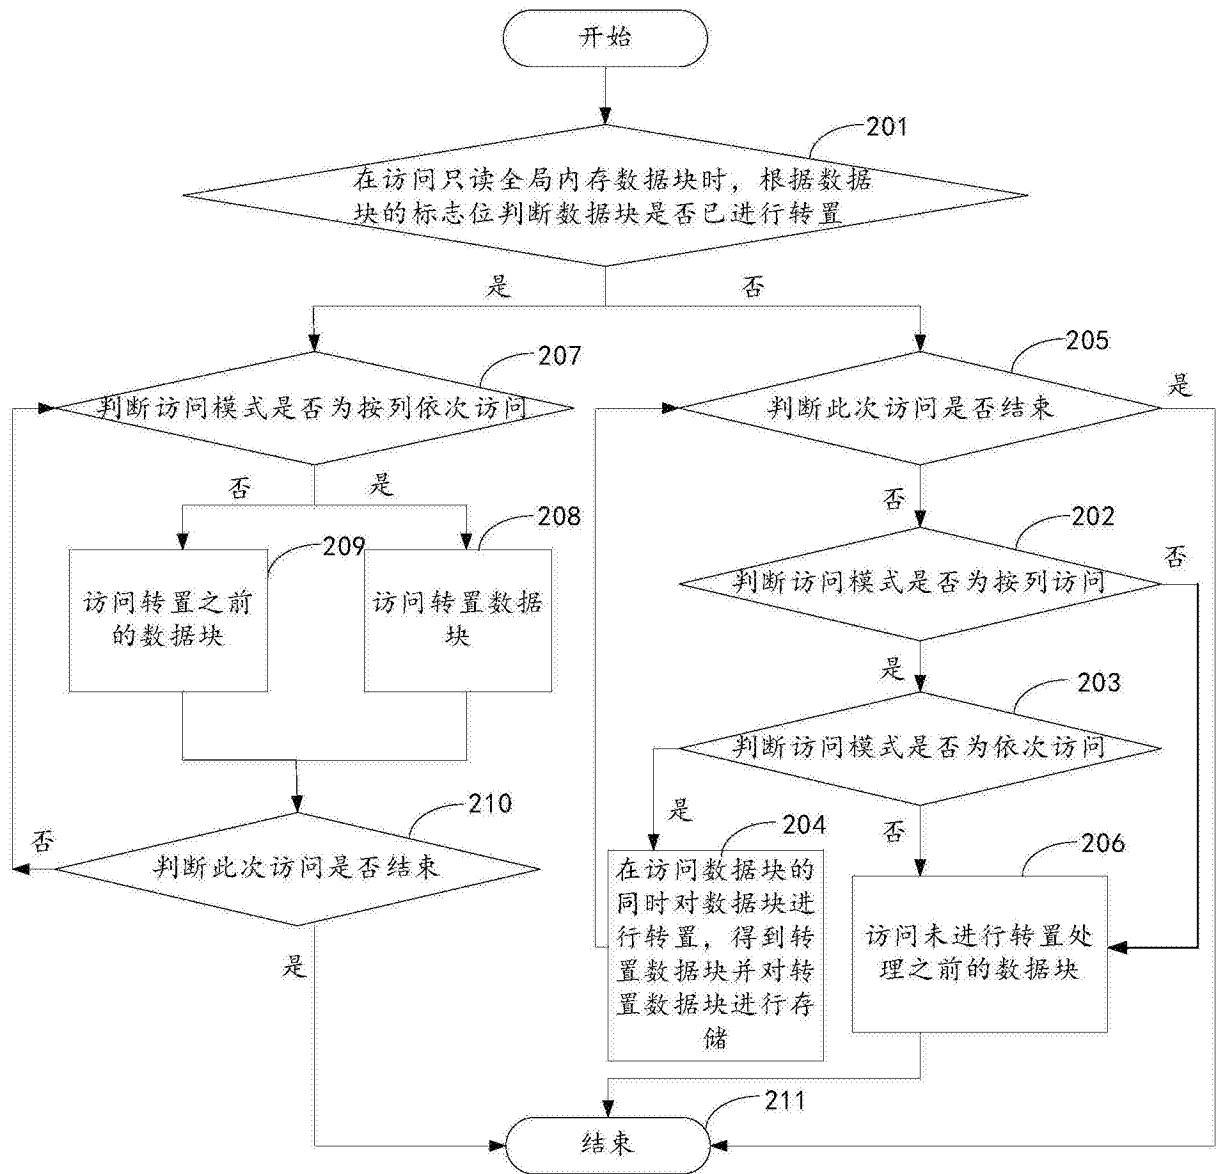 开始
201
在访问只读全局内存数据块时，根据数据
块的标志位判断数据块是否已进行转置
是
否
207
205
判断访问模式是否为按列依次访问
判断此次访问是否结束
是
否
是
否
208
202
209
判断访问模式是否为按列访问
否
访问转置之前
的数据块
访问转置数据
块
是
203
判断访问模式是否为依次访问
210
是
否
204
206
否
判断此次访问是否结束
在访问数据块的
同时对数据块进
行转置，得到转
置数据块并对转
置数据块进行存
储
访问未进行转置处
理之前的数据块
是
211
结束